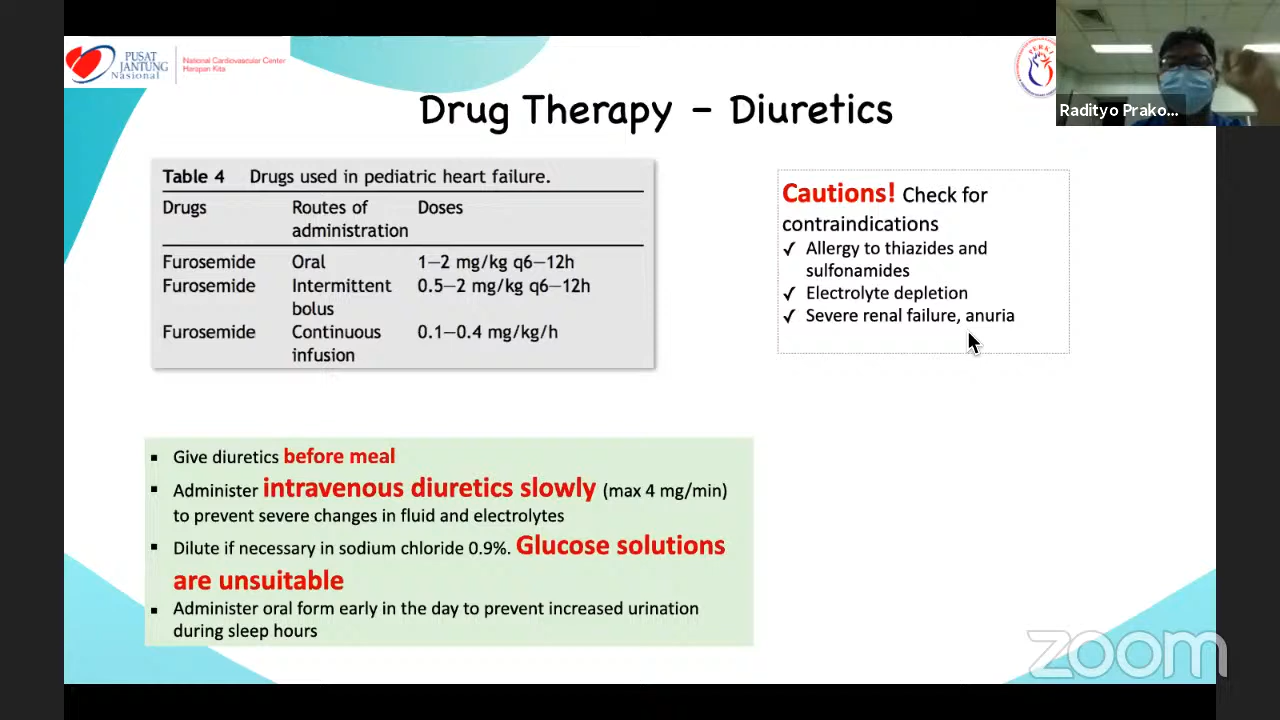 PUSAT
JANTUNG
Nasional
National Cardiovascular Center
Harapan Kita
PERKI
Radityo Prako...
Drug Therapy – Diuretics
Table 4 Drugs used in pediatric heart failure.
Drugs Routes of administration Doses
Furosemide Oral 1–2 mg/kg q6–12h
Furosemide Intermittent bolus 0.5–2 mg/kg q6–12h
Furosemide Continuous infusion 0.1–0.4 mg/kg/h
Cautions! Check for
contraindications
✓ Allergy to thiazides and
sulfonamides
✓ Electrolyte depletion
✓ Severe renal failure, anuria
▪ Give diuretics before meal
▪ Administer intravenous diuretics slowly (max 4 mg/min)
to prevent severe changes in fluid and electrolytes
▪ Dilute if necessary in sodium chloride 0.9%. Glucose solutions
are unsuitable
▪ Administer oral form early in the day to prevent increased urination
during sleep hours
zoom